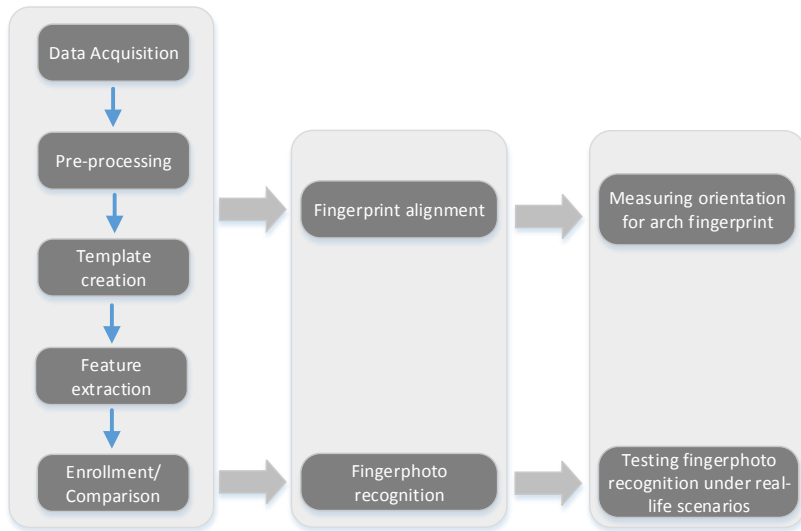 Data Acquisition
Pre-processing
Template
creation
Feature
extraction
Enrollment/
Comparison
Fingerprint alignment
Fingerphoto
recognition
Measuring orientation
for arch fingerprint
Testing fingerphoto
recognition under real-
life scenarios